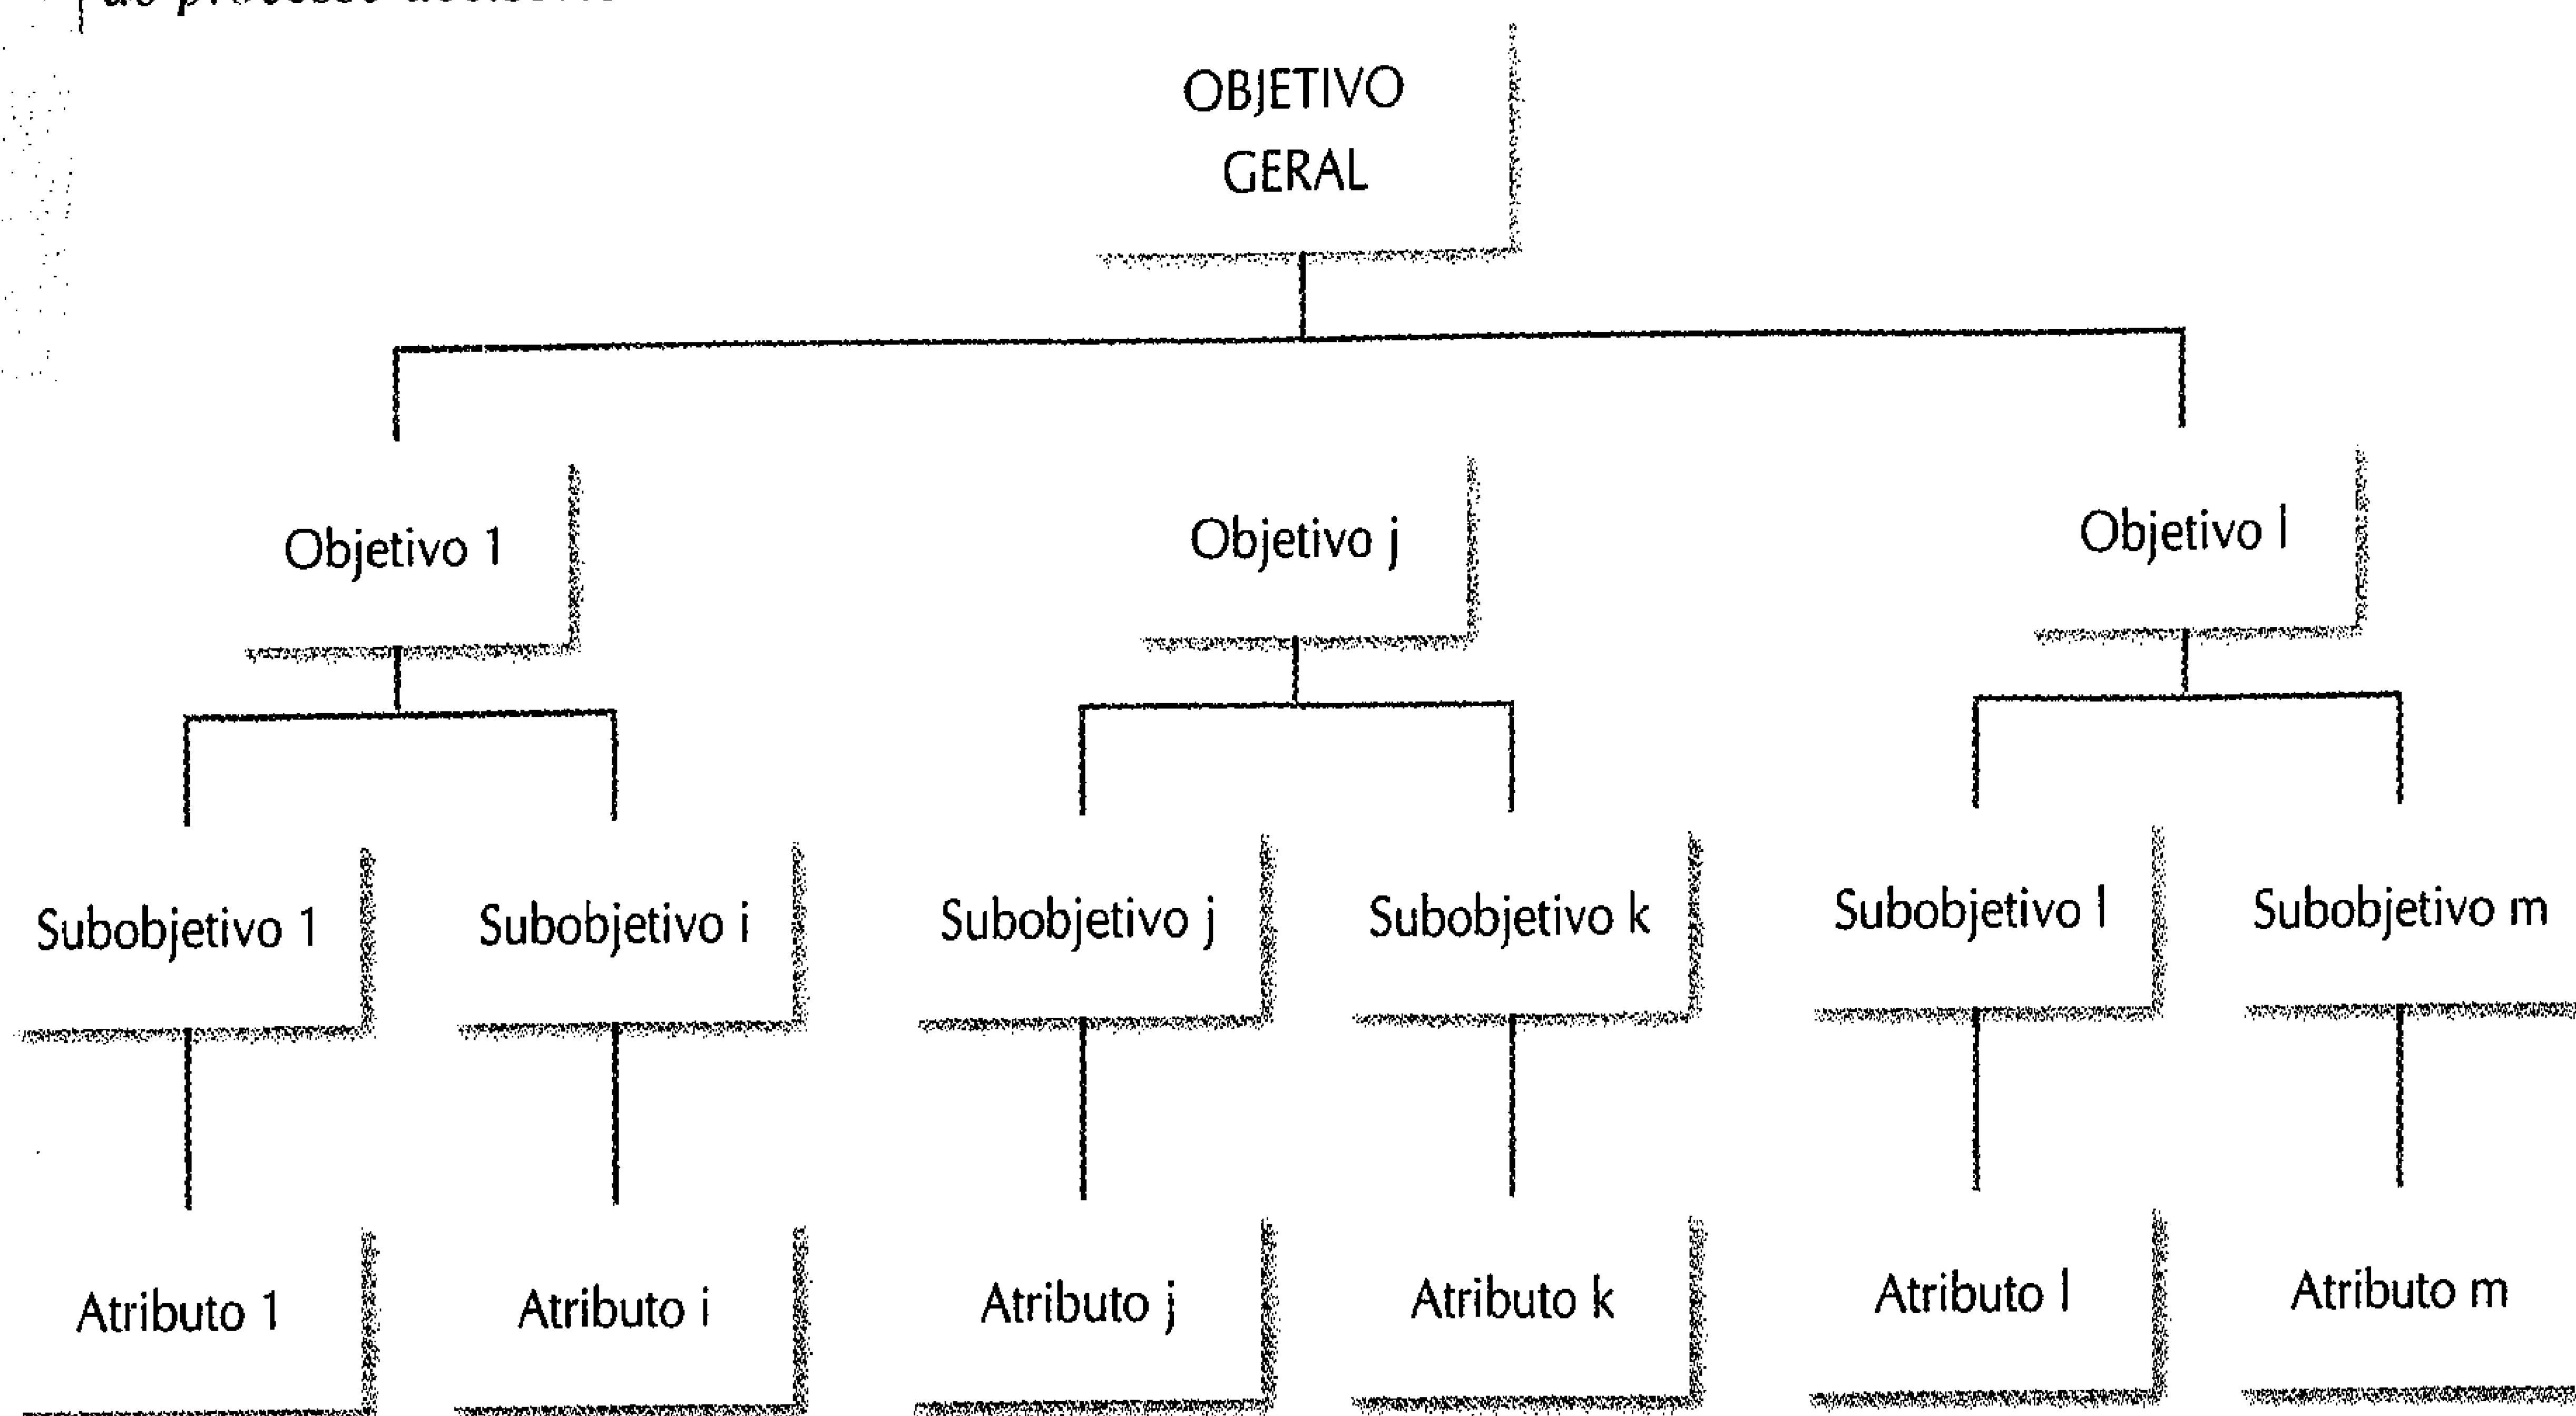 OBJETIVO
GERAL
Objetivo 1
Objetivo j
Objetivo l
Subobjetivo 1
Subobjetivo i
Subobjetivo j
Subobjetivo k
Subobjetivo l
Subobjetivo m
Atributo 1
Atributo i
Atributo j
Atributo k
Atributo l
Atributo m